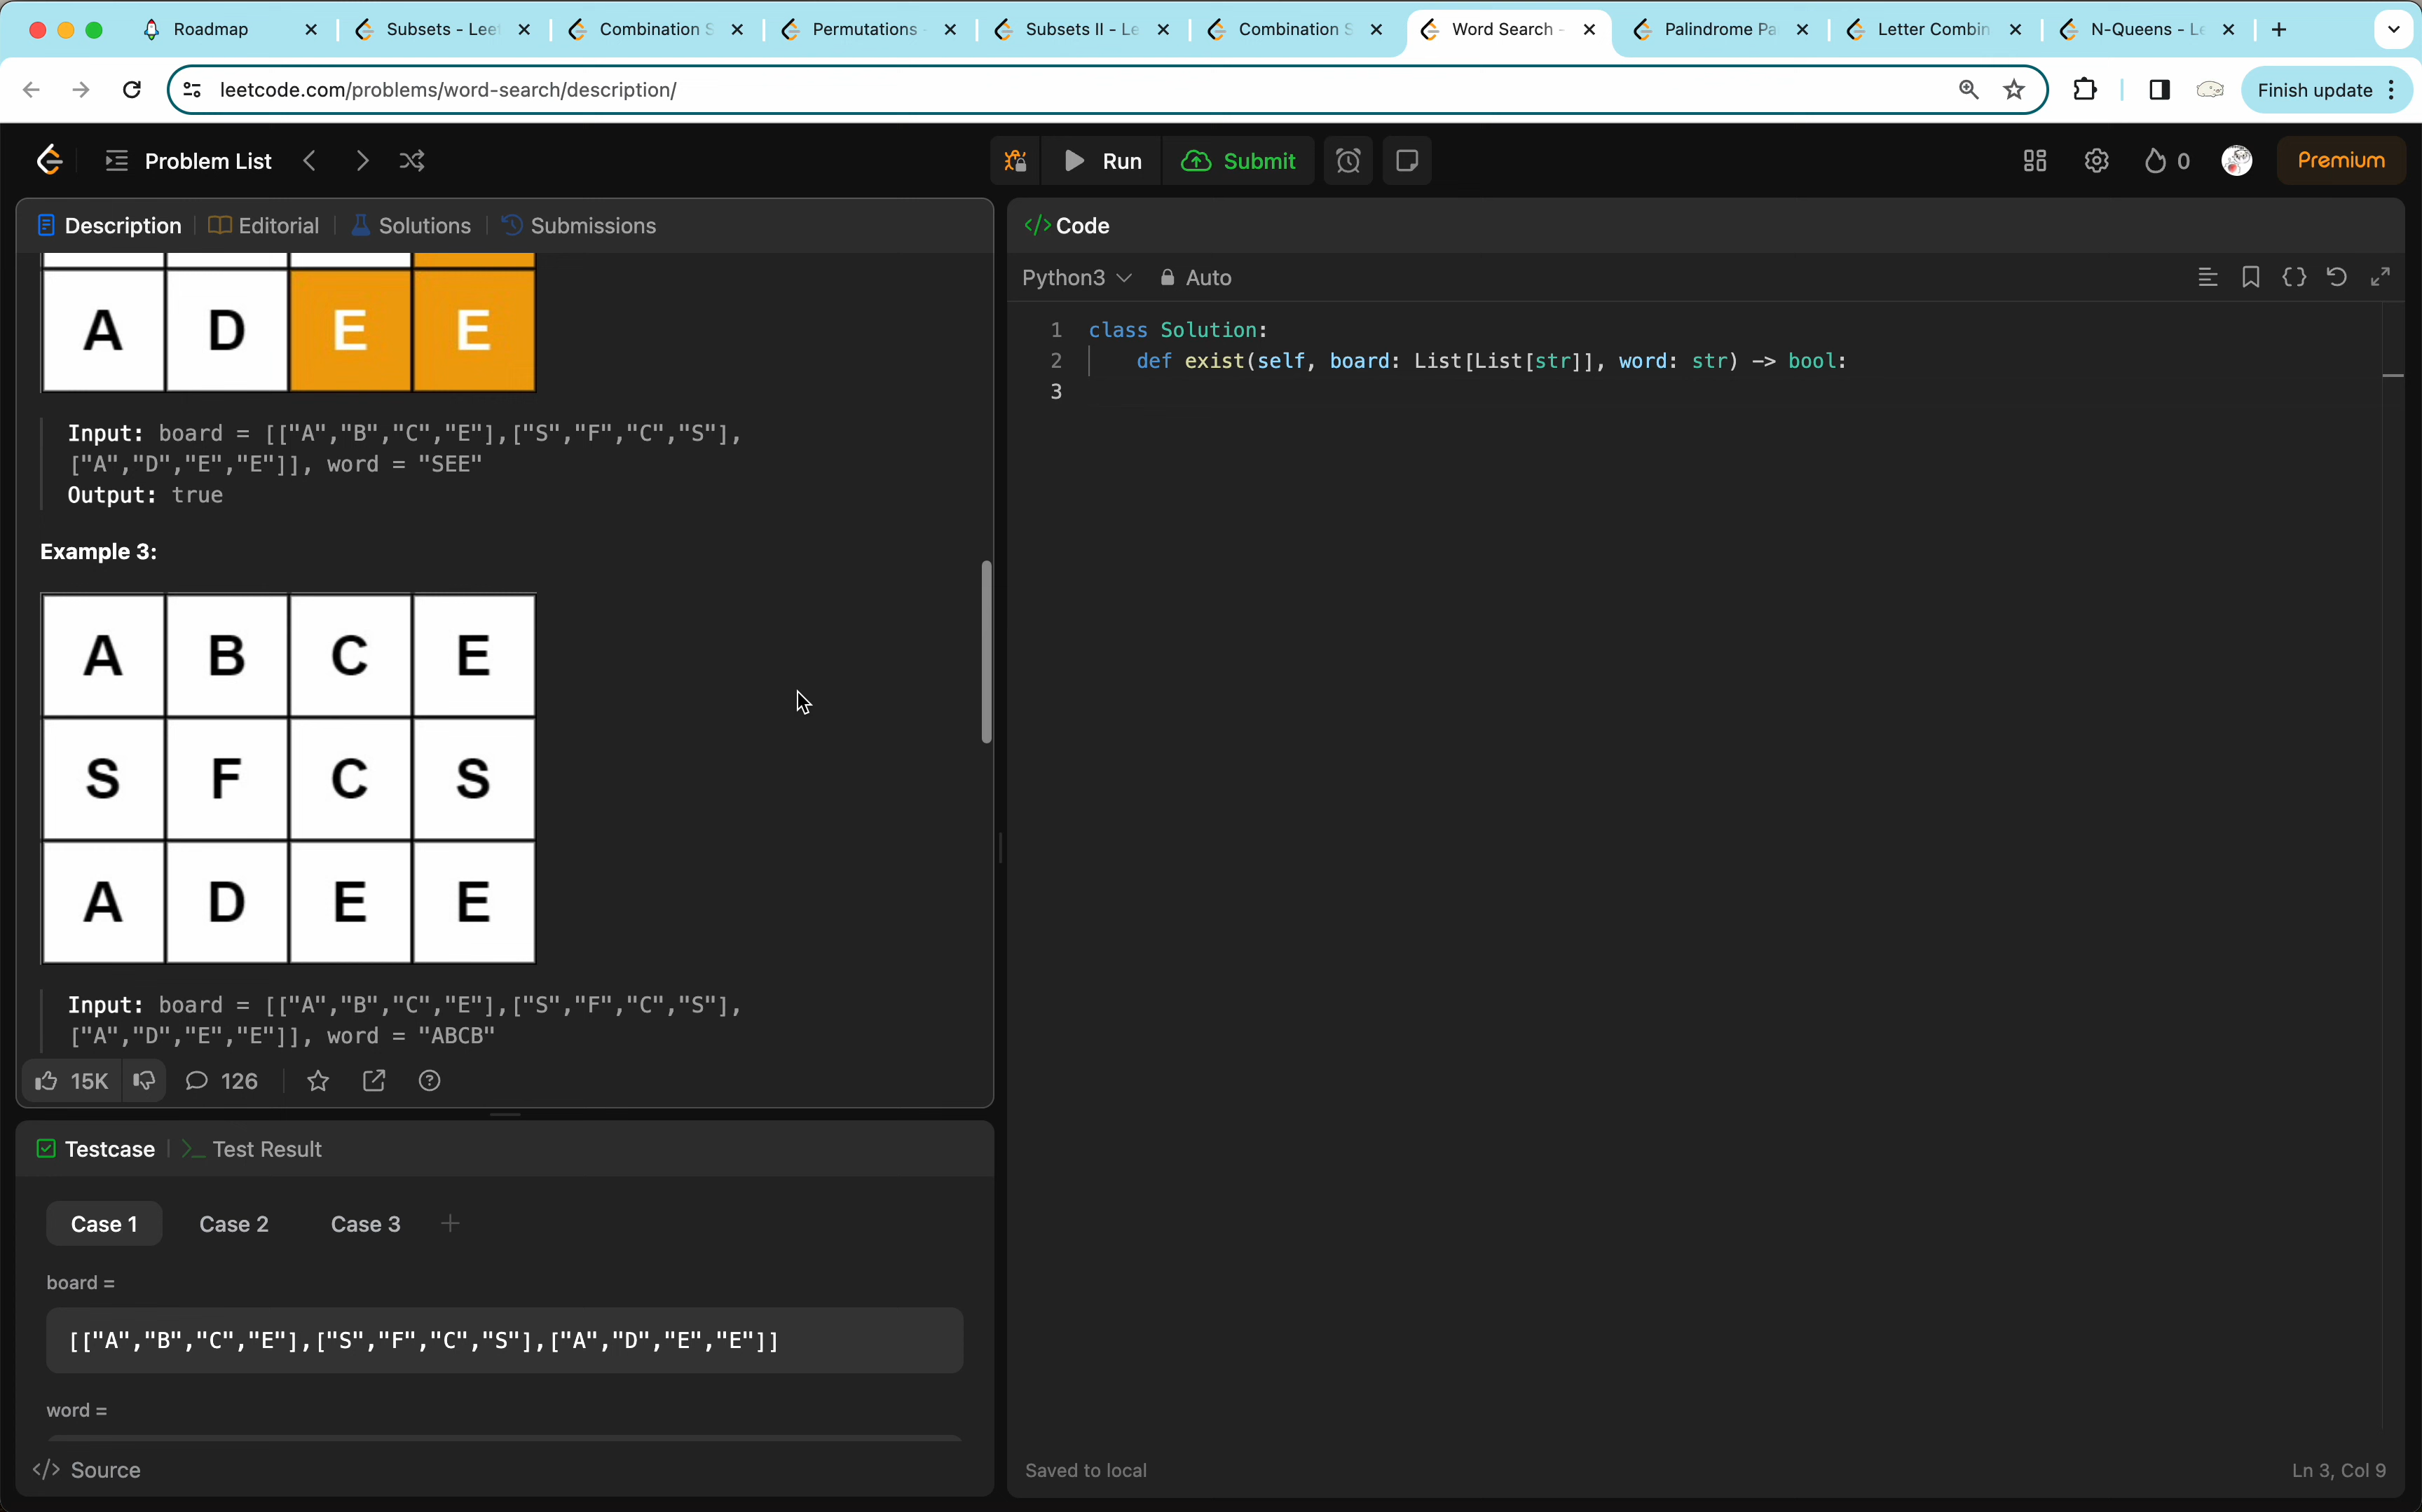 Roadmap
Subsets - Lee
Combination S
Permutations -
Subsets II - Le
Combination S
Word Search -
Palindrome Pa
Letter Combin
N-Queens - Le
leetcode.com/problems/word-search/description/
Finish update
Problem List
Run
Submit
0
Premium
Description
Editorial
Solutions
Submissions
A D E E
Input: board = [["A","B","C","E"],["S","F","C","S"],
["A","D","E","E"]], word = "SEE"
Output: true
Example 3:
A B C E
S F C S
A D E E
Input: board = [["A","B","C","E"],["S","F","C","S"],
["A","D","E","E"]], word = "ABCB"
15K
126
Testcase
Test Result
Case 1
Case 2
Case 3
board =
[["A","B","C","E"],["S","F","C","S"],["A","D","E","E"]]
word =
</> Source
</> Code
Python3
Auto
1 class Solution:
2 def exist(self, board: List[List[str]], word: str) -> bool:
3
Saved to local
Ln 3, Col 9